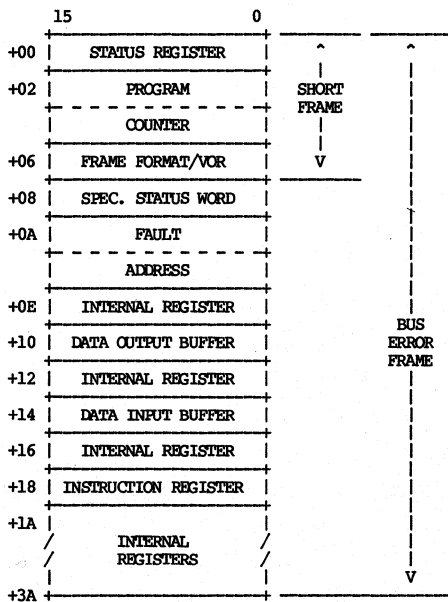 15 0
+00 STATUS REGISTER
+02 PROGRAM SHORT
FRAME
COUNTER
+06 FRAME FORMAT/VOR
+08 SPEC. STATUS WORD
+0A FAULT
ADDRESS
+0E INTERNAL REGISTER
BUS
+10 DATA OUTPUT BUFFER ERROR
FRAME
+12 INTERNAL REGISTER
+14 DATA INPUT BUFFER
+16 INTERNAL REGISTER
+18 INSTRUCTION REGISTER
+1A
INTERNAL
REGISTERS
+3A